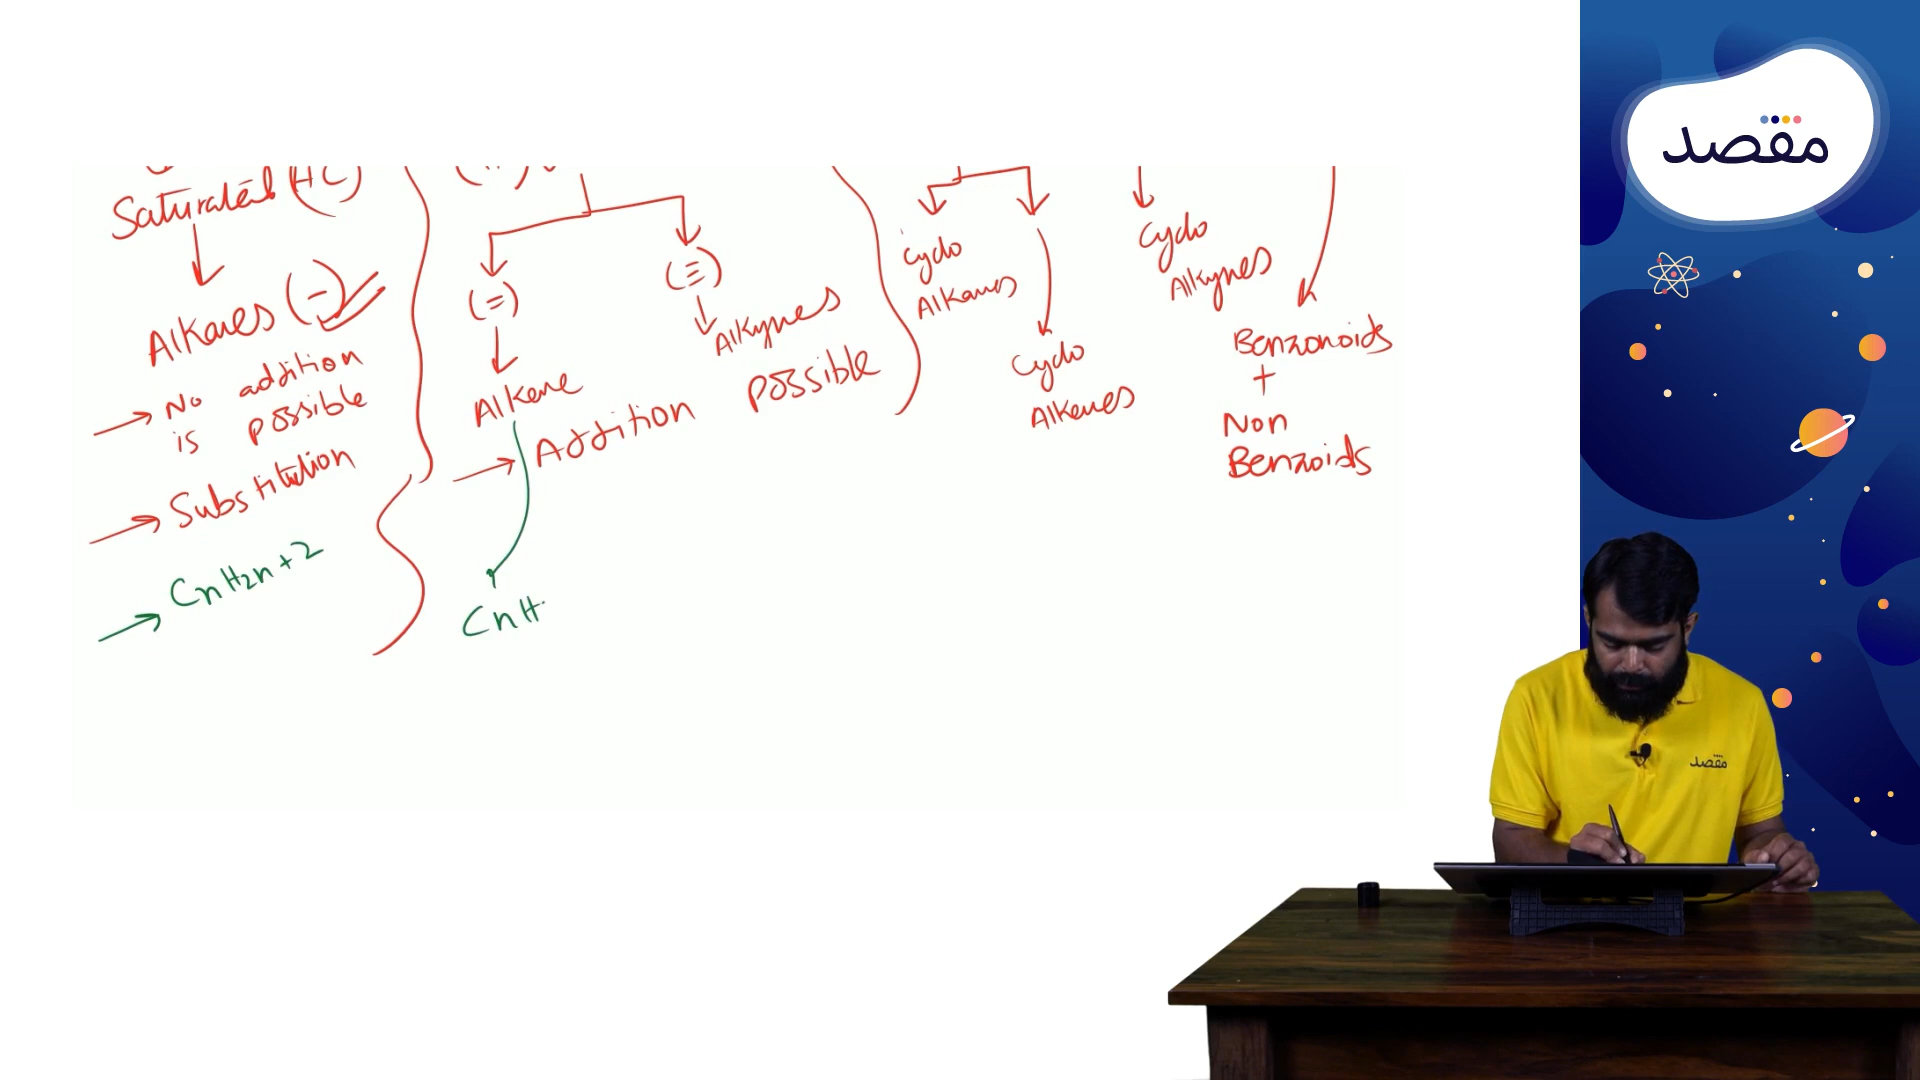 Saturated (HC)
Alkanes (-)
→ No addition
is possible
→ Substitution
→ CnH2n+2
(=)
Alkene
(≡)
Alkynes
→ Addition possible
CnH
Cyclo
Alkanes
Cyclo
Alkenes
Cyclo
Alkynes
Benzonoids
+
Non
Benzoids
مقصد
مقصد